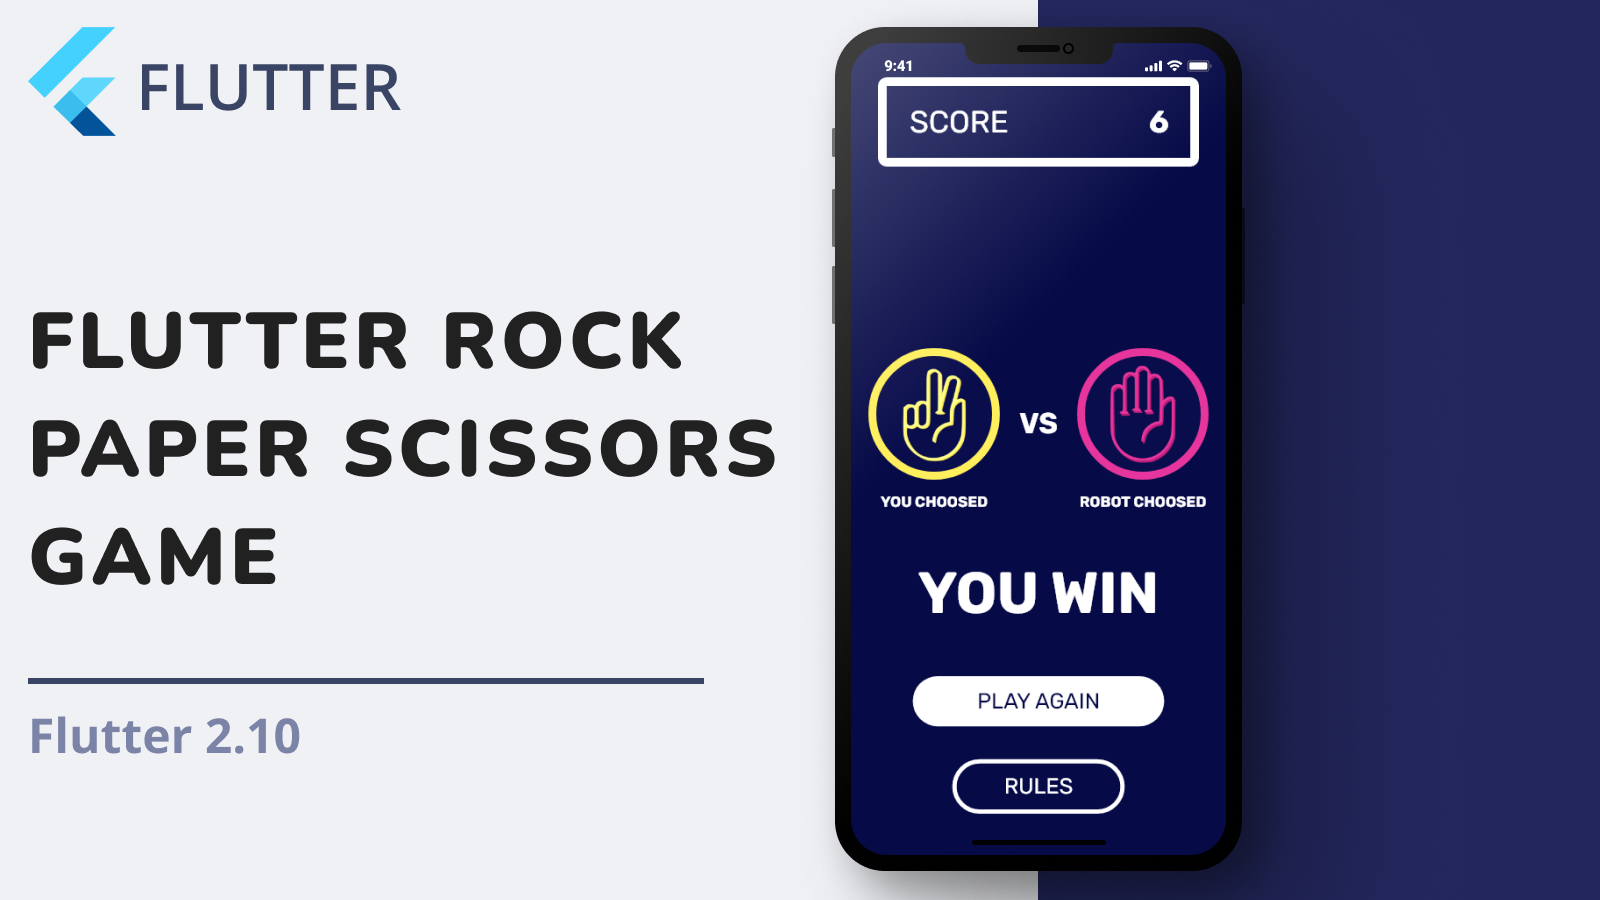 FLUTTER
FLUTTER ROCK
PAPER SCISSORS
GAME
Flutter 2.10
9:41
SCORE 6
VS
YOU CHOOSED ROBOT CHOOSED
YOU WIN
PLAY AGAIN
RULES